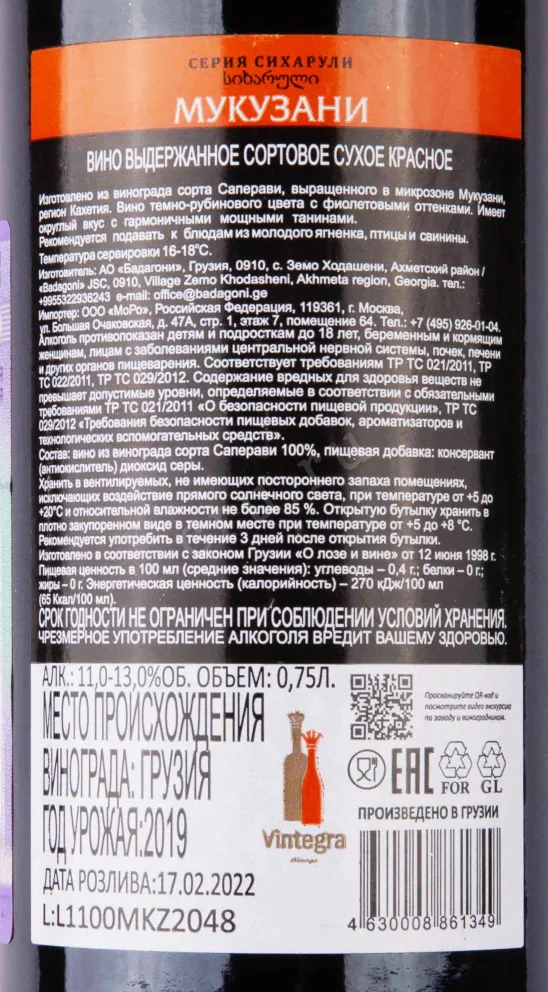 СЕРИЯ СИХАРУЛИ
სიხარული
МУКУЗАНИ
ВИНО ВЫДЕРЖАННОЕ СОРТОВОЕ СУХОЕ КРАСНОЕ
Изготовлено из винограда сорта Саперави, выращенного в микрозоне Мукузани,
регион Кахетия. Вино темно-рубинового цвета с фиолетовыми оттенками. Имеет
округлый вкус с гармоничными мощными танинами.
Рекомендуется подавать к блюдам из молодого ягненка, птицы и свинины.
Температура сервировки 16-18°С.
Изготовитель: АО «Бадагони», Грузия, 0910, с. Земо Ходашени, Ахметский район /
«Badagoni» JSC, 0910, Village Zemo Khodasheni, Akhmeta region, Georgia. тел.:
+9955322936243 e-mail: office@badagoni.ge
Импортер: ООО «МоРо», Российская Федерация, 119361, г. Москва,
ул. Большая Очаковская, д. 47А, стр. 1, этаж 7, помещение 64. Тел.: +7 (495) 926-01-04.
Алкоголь противопоказан детям и подросткам до 18 лет, беременным и кормящим
женщинам, лицам с заболеваниями центральной нервной системы, почек, печени
и других органов пищеварения. Соответствует требованиям ТР ТС 021/2011, ТР
ТС 022/2011, ТР ТС 029/2012. Содержание вредных для здоровья веществ не
превышает допустимые уровни, определяемые в соответствии с обязательными
требованиями ТР ТС 021/2011 «О безопасности пищевой продукции», ТР ТС
029/2012 «Требования безопасности пищевых добавок, ароматизаторов и
технологических вспомогательных средств».
Состав: вино из винограда сорта Саперави 100%, пищевая добавка: консервант
(антиокислитель) диоксид серы.
Хранить в вентилируемых, не имеющих постороннего запаха помещениях,
исключающих воздействие прямого солнечного света, при температуре от +5 до
+20°С и относительной влажности не более 85 %. Открытую бутылку хранить в
плотно закупоренном виде в темном месте при температуре от +5 до +8 °С.
Рекомендуется употребить в течение 3 дней после открытия бутылки.
Изготовлено в соответствии с законом Грузии «О лозе и вине» от 12 июня 1998 г.
Пищевая ценность в 100 мл (средние значения): углеводы – 0,4 г.; белки – 0 г.;
жиры – 0 г. Энергетическая ценность (калорийность) – 270 кДж/100 мл
(65 Ккал/100 мл).
СРОК ГОДНОСТИ НЕ ОГРАНИЧЕН ПРИ СОБЛЮДЕНИИ УСЛОВИЙ ХРАНЕНИЯ.
ЧРЕЗМЕРНОЕ УПОТРЕБЛЕНИЕ АЛКОГОЛЯ ВРЕДИТ ВАШЕМУ ЗДОРОВЬЮ.
АЛК.: 11,0-13,0%ОБ. ОБЪЕМ: 0,75Л.
МЕСТО ПРОИСХОЖДЕНИЯ
ВИНОГРАДА: ГРУЗИЯ
ГОД УРОЖАЯ:2019
ДАТА РОЗЛИВА:17.02.2022
L:L1100MKZ2048
Vintegra
Просканируйте QR-код и
посмотрите видео экскурсию
по заводу и виноградникам.
EAC
FOR GL
ПРОИЗВЕДЕНО В ГРУЗИИ
4 630008 861349